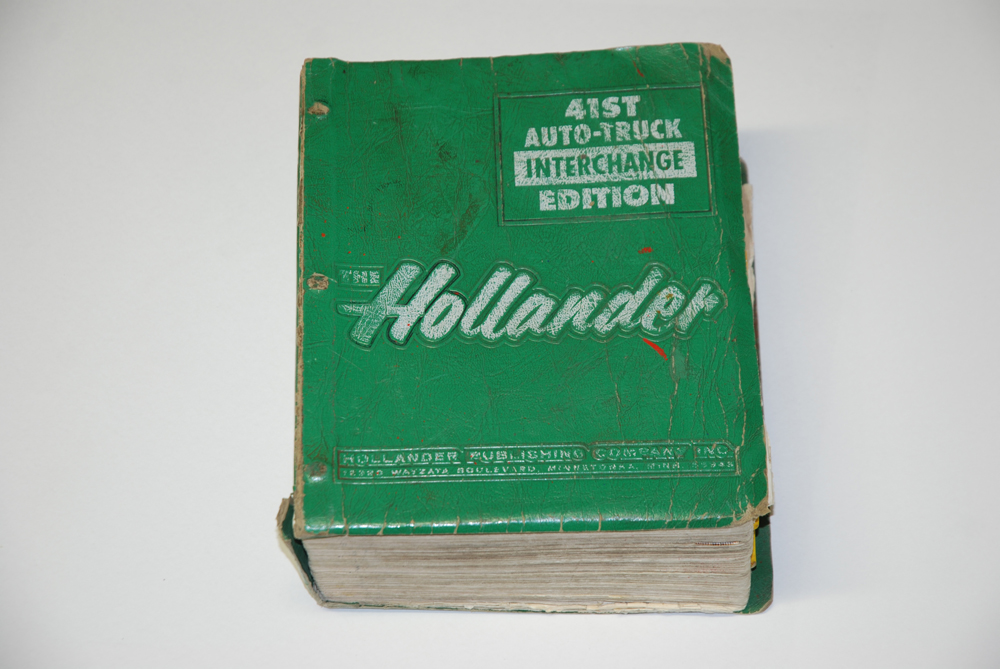 41ST
AUTO-TRUCK
INTERCHANGE
EDITION
THE
Hollander
HOLLANDER PUBLISHING COMPANY INC
WAYZATA BOULEVARD, MINNETONKA, MINN.